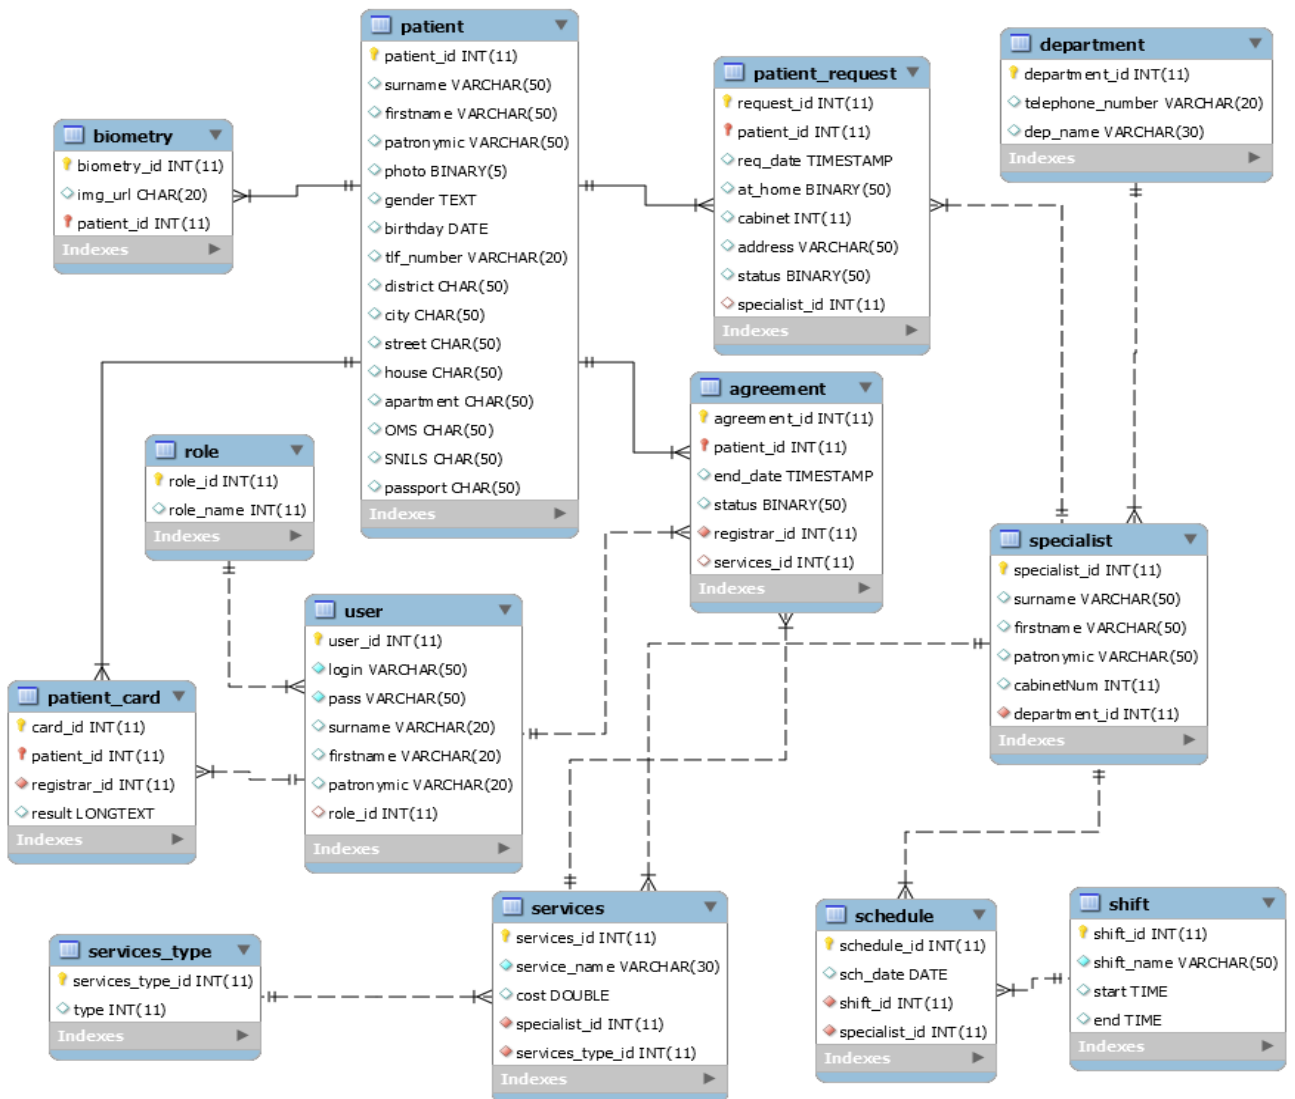 patient
patient_id INT(11)
surname VARCHAR(50)
firstname VARCHAR(50)
patronymic VARCHAR(50)
photo BINARY(5)
gender TEXT
birthday DATE
tlf_number VARCHAR(20)
district CHAR(50)
city CHAR(50)
street CHAR(50)
house CHAR(50)
apartment CHAR(50)
OMS CHAR(50)
SNILS CHAR(50)
passport CHAR(50)
Indexes
department
department_id INT(11)
telephone_number VARCHAR(20)
dep_name VARCHAR(30)
Indexes
patient_request
request_id INT(11)
patient_id INT(11)
req_date TIMESTAMP
at_home BINARY(50)
cabinet INT(11)
address VARCHAR(50)
status BINARY(50)
specialist_id INT(11)
Indexes
biometry
biometry_id INT(11)
img_url CHAR(20)
patient_id INT(11)
Indexes
agreement
agreement_id INT(11)
patient_id INT(11)
end_date TIMESTAMP
status BINARY(50)
registrar_id INT(11)
services_id INT(11)
Indexes
role
role_id INT(11)
role_name INT(11)
Indexes
specialist
specialist_id INT(11)
surname VARCHAR(50)
firstname VARCHAR(50)
patronymic VARCHAR(50)
cabinetNum INT(11)
department_id INT(11)
Indexes
user
user_id INT(11)
login VARCHAR(50)
pass VARCHAR(50)
surname VARCHAR(20)
firstname VARCHAR(20)
patronymic VARCHAR(20)
role_id INT(11)
Indexes
patient_card
card_id INT(11)
patient_id INT(11)
registrar_id INT(11)
result LONGTEXT
Indexes
services
services_id INT(11)
service_name VARCHAR(30)
cost DOUBLE
specialist_id INT(11)
services_type_id INT(11)
Indexes
schedule
schedule_id INT(11)
sch_date DATE
shift_id INT(11)
specialist_id INT(11)
Indexes
shift
shift_id INT(11)
shift_name VARCHAR(50)
start TIME
end TIME
Indexes
services_type
services_type_id INT(11)
type INT(11)
Indexes